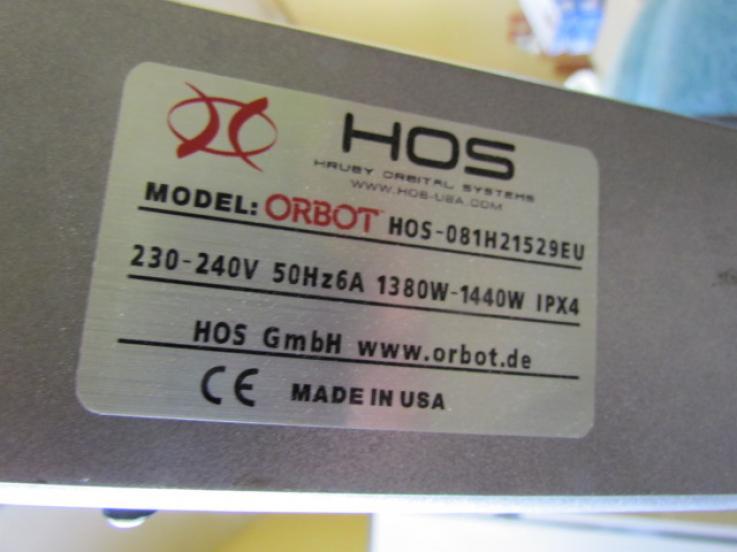 HOS
HRUBY ORBITAL SYSTEMS
WWW.HOS-USA.COM
MODEL: ORBOT™ HOS-081H21529EU
230-240V 50Hz6A 1380W-1440W IPX4
HOS GmbH www.orbot.de
CE MADE IN USA